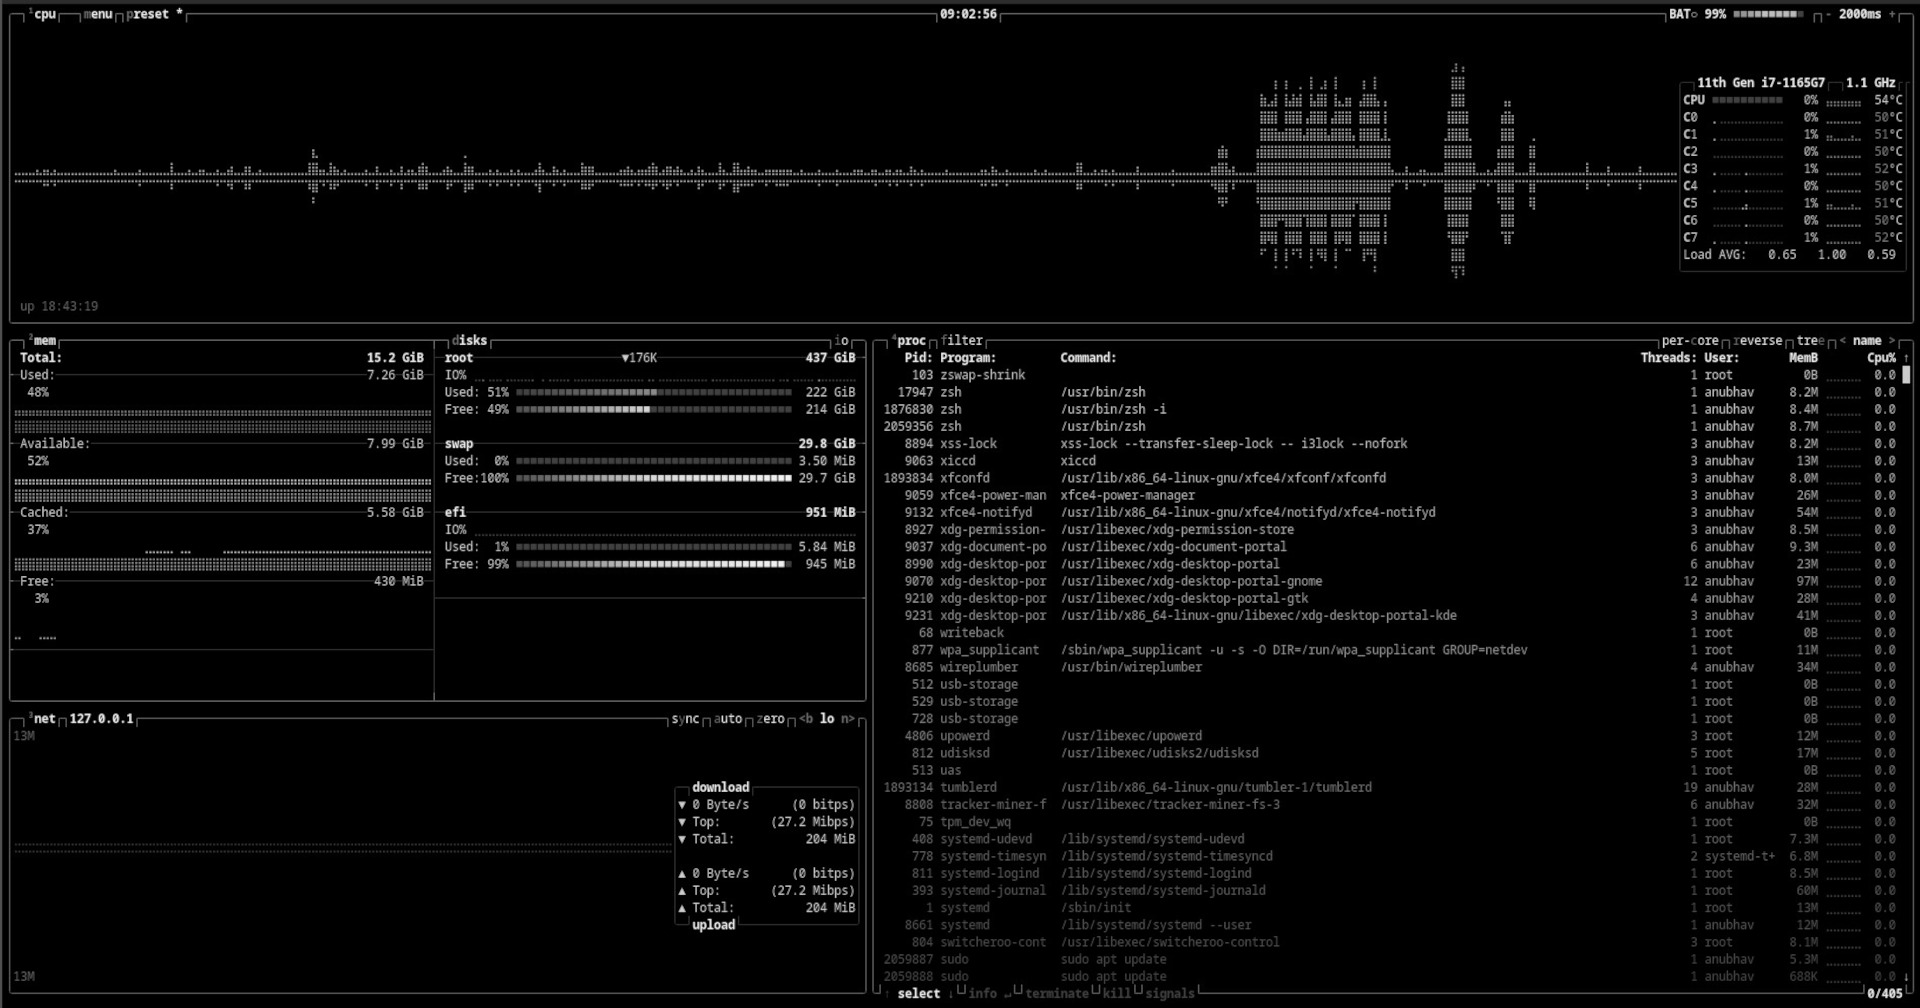 ¹cpu menu preset * 09:02:56 BAT○ 99% - 2000ms +
11th Gen i7-1165G7 1.1 GHz
CPU 0% 54°C
C0 0% 50°C
C1 1% 51°C
C2 0% 50°C
C3 1% 52°C
C4 0% 50°C
C5 1% 51°C
C6 0% 50°C
C7 1% 52°C
Load AVG: 0.65 1.00 0.59
up 18:43:19
²mem
Total: 15.2 GiB
Used: 7.26 GiB
48%
Available: 7.99 GiB
52%
Cached: 5.58 GiB
37%
Free: 430 MiB
3%
disks io
root ▼176K 437 GiB
IO%
Used: 51% 222 GiB
Free: 49% 214 GiB
swap 29.8 GiB
Used: 0% 3.50 MiB
Free:100% 29.7 GiB
efi 951 MiB
IO%
Used: 1% 5.84 MiB
Free: 99% 945 MiB
³net 127.0.0.1 sync auto zero <b lo n>
13M
download
▼ 0 Byte/s (0 bitps)
▼ Top: (27.2 Mibps)
▼ Total: 204 MiB
▲ 0 Byte/s (0 bitps)
▲ Top: (27.2 Mibps)
▲ Total: 204 MiB
upload
13M
⁴proc filter per-core reverse tree < name >
Pid: Program: Command: Threads: User: MemB Cpu% ↑
103 zswap-shrink 1 root 0B 0.0
17947 zsh /usr/bin/zsh 1 anubhav 8.2M 0.0
1876830 zsh /usr/bin/zsh -i 1 anubhav 8.4M 0.0
2059356 zsh 1 anubhav 8.7M 0.0
8894 xss-lock xss-lock --transfer-sleep-lock -- i3lock --nofork 3 anubhav 8.2M 0.0
9063 xiccd xiccd 3 anubhav 13M 0.0
1893834 xfconfd /usr/lib/x86_64-linux-gnu/xfce4/xfconf/xfconfd 3 anubhav 8.0M 0.0
9059 xfce4-power-man xfce4-power-manager 3 anubhav 26M 0.0
9132 xfce4-notifyd /usr/lib/x86_64-linux-gnu/xfce4/notifyd/xfce4-notifyd 3 anubhav 54M 0.0
8927 xdg-permission- /usr/libexec/xdg-permission-store 3 anubhav 8.5M 0.0
9037 xdg-document-po /usr/libexec/xdg-document-portal 6 anubhav 9.3M 0.0
8990 xdg-desktop-por /usr/libexec/xdg-desktop-portal 6 anubhav 23M 0.0
9070 xdg-desktop-por /usr/libexec/xdg-desktop-portal-gnome 12 anubhav 97M 0.0
9210 xdg-desktop-por /usr/libexec/xdg-desktop-portal-gtk 4 anubhav 28M 0.0
9231 xdg-desktop-por /usr/lib/x86_64-linux-gnu/libexec/xdg-desktop-portal-kde 3 anubhav 41M 0.0
68 writeback 1 root 0B 0.0
877 wpa_supplicant /sbin/wpa_supplicant -u -s -O DIR=/run/wpa_supplicant GROUP=netdev 1 root 11M 0.0
8685 wireplumber /usr/bin/wireplumber 4 anubhav 34M 0.0
512 usb-storage 1 root 0B 0.0
529 usb-storage 1 root 0B 0.0
728 usb-storage 1 root 0B 0.0
4806 upowerd /usr/libexec/upowerd 3 root 12M 0.0
812 udisksd /usr/libexec/udisks2/udisksd 5 root 17M 0.0
513 uas 1 root 0B 0.0
1893134 tumblerd /usr/lib/x86_64-linux-gnu/tumbler-1/tumblerd 19 anubhav 28M 0.0
8808 tracker-miner-f /usr/libexec/tracker-miner-fs-3 6 anubhav 32M 0.0
75 tpm_dev_wq 1 root 0B 0.0
408 systemd-udevd /lib/systemd/systemd-udevd 1 root 7.3M 0.0
778 systemd-timesyn /lib/systemd/systemd-timesyncd 2 systemd-t+ 6.8M 0.0
811 systemd-logind /lib/systemd/systemd-logind 1 root 8.5M 0.0
393 systemd-journal /lib/systemd/systemd-journald 1 root 60M 0.0
1 systemd /sbin/init 1 root 13M 0.0
8661 systemd /lib/systemd/systemd --user 1 anubhav 12M 0.0
804 switcheroo-cont /usr/libexec/switcheroo-control 3 root 8.1M 0.0
2059887 sudo sudo apt update 1 anubhav 5.3M 0.0
2059888 sudo sudo apt update 1 anubhav 688K 0.0 ↓
↑ select ↓ info ↵ terminate kill signals 0/405